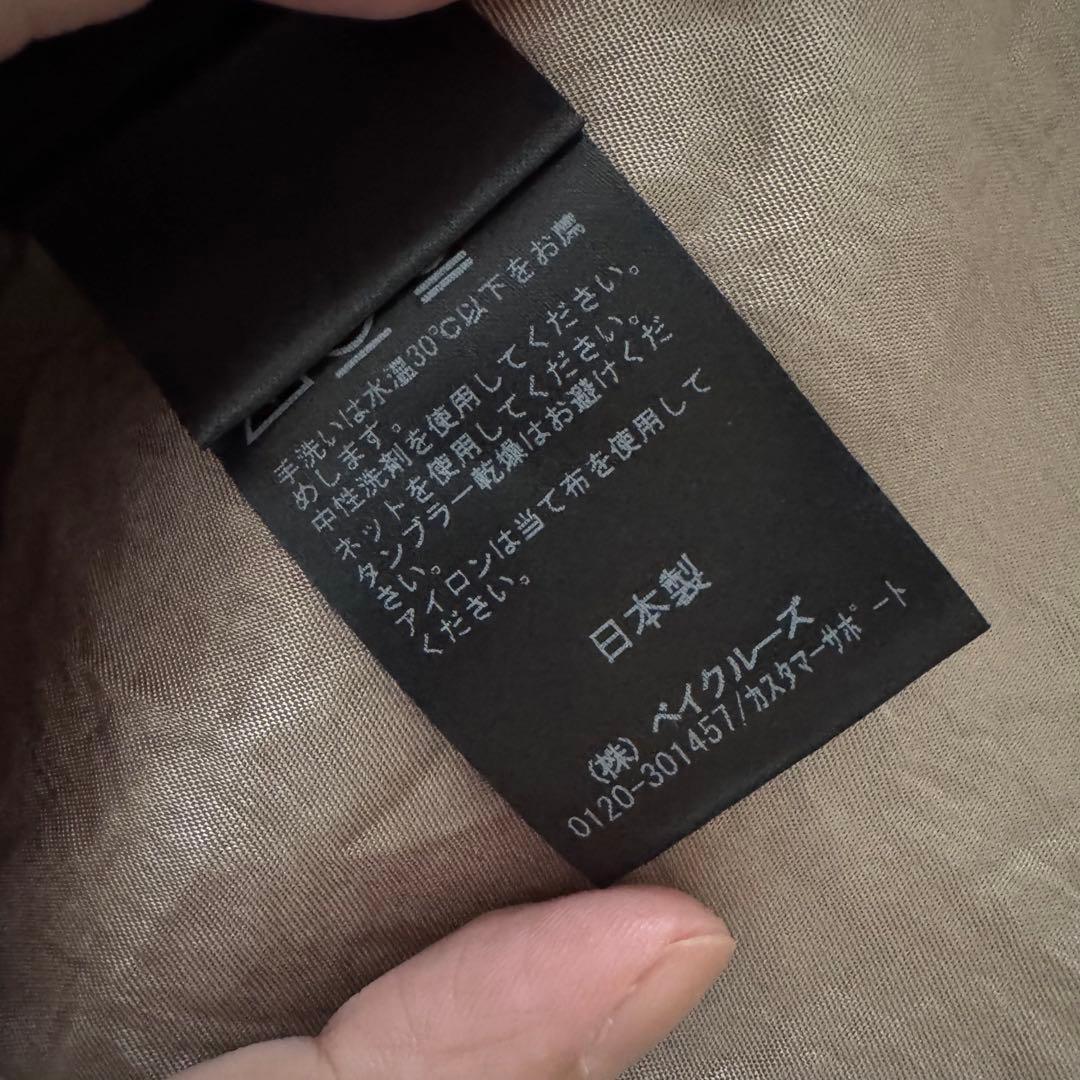 手洗いは水温30℃以下をお薦
めします。
中性洗剤を使用してください。
ネットを使用してください。
タンブラー乾燥はお避けくだ
さい。
アイロンは当て布を使用して
ください。
日本製
(株) ベイクルーズ
0120-301457/カスタマーサポート